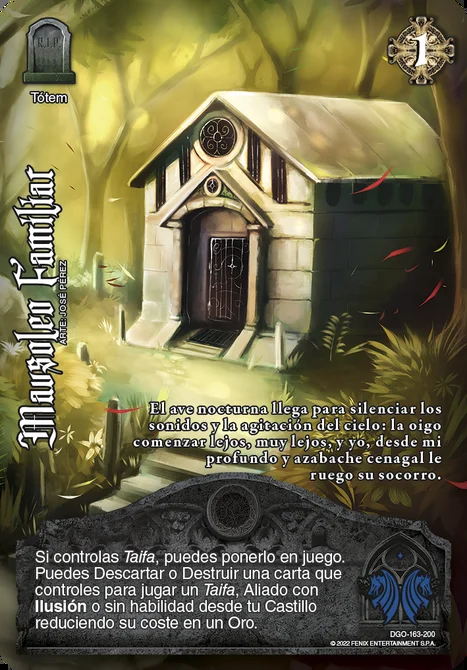 R.I.P.
1
Tótem
Mausoleo Familiar
ARTE: JOSÉ PÉREZ
El ave nocturna llega para silenciar los
sonidos y la agitación del cielo: la oigo
comenzar lejos, muy lejos, y yo, desde mi
profundo y azabache cenagal le
ruego su socorro.
Si controlas Taifa, puedes ponerlo en juego.
Puedes Descartar o Destruir una carta que
controles para jugar un Taifa, Aliado con
Ilusión o sin habilidad desde tu Castillo
reduciendo su coste en un Oro.
DGO-163-200
© 2022 FENIX ENTERTAINMENT S.P.A.